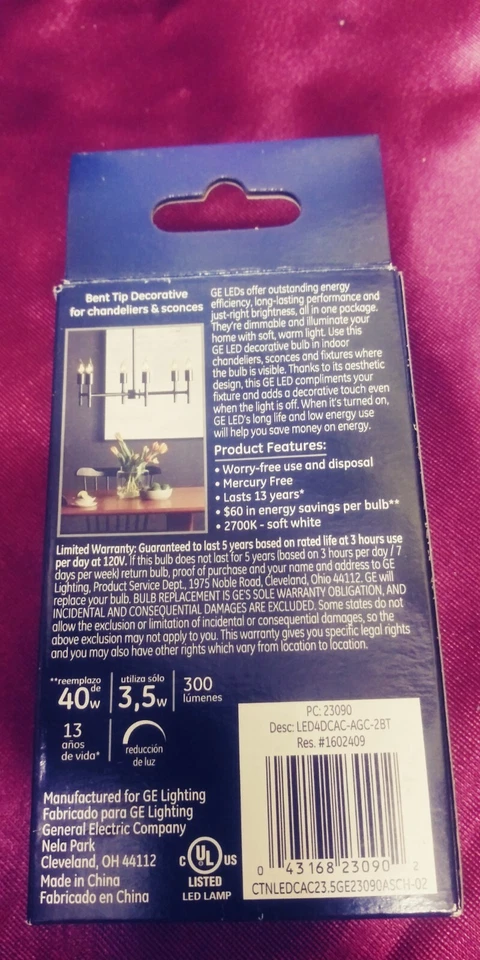 Bent Tip Decorative
for chandeliers & sconces
GE LEDs offer outstanding energy
efficiency, long-lasting performance and
just-right brightness, all in one package.
They're dimmable and illuminate your
home with soft, warm light. Use this
GE LED decorative bulb in indoor
chandeliers, sconces and fixtures where
the bulb is visible. Thanks to its aesthetic
design, this GE LED compliments your
fixture and adds a decorative touch even
when the light is off. When it's turned on,
GE LED's long life and low energy use
will help you save money on energy.
Product Features:
• Worry-free use and disposal
• Mercury Free
• Lasts 13 years*
• $60 in energy savings per bulb**
• 2700K - soft white
Limited Warranty: Guaranteed to last 5 years based on rated life at 3 hours use
per day at 120V. If this bulb does not last for 5 years (based on 3 hours per day / 7
days per week) return bulb, proof of purchase and your name and address to GE
Lighting, Product Service Dept., 1975 Noble Road, Cleveland, Ohio 44112. GE will
replace your bulb. BULB REPLACEMENT IS GE'S SOLE WARRANTY OBLIGATION, AND
INCIDENTAL AND CONSEQUENTIAL DAMAGES ARE EXCLUDED. Some states do not
allow the exclusion or limitation of incidental or consequential damages, so the
above exclusion may not apply to you. This warranty gives you specific legal rights
and you may also have other rights which vary from location to location.
**reemplazo
de
40w
utiliza sólo
3,5w
300
lúmenes
13
años
de vida*
reducción
de luz
Manufactured for GE Lighting
Fabricado para GE Lighting
General Electric Company
Nela Park
Cleveland, OH 44112
Made in China
Fabricado en China
C UL US
LISTED
LED LAMP
PC: 23090
Desc: LED4DCAC-AGC-2BT
Res. #1602409
0 43168 23090 2
CTNLEDCAC23.5GE23090ASCH-02